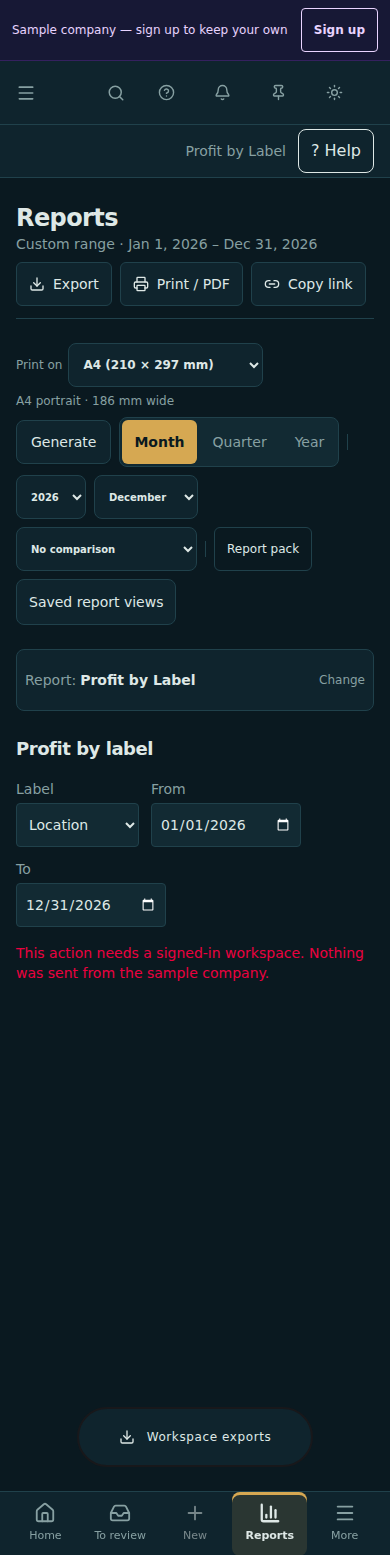 Sample company — sign up to keep your own
Sign up
Profit by Label
? Help
Reports
Custom range · Jan 1, 2026 – Dec 31, 2026
Export
Print / PDF
Copy link
Print on
A4 (210 × 297 mm)
A4 portrait · 186 mm wide
Generate
Month
Quarter
Year
2026
December
No comparison
Report pack
Saved report views
Report: Profit by Label
Change
Profit by label
Label
From
Location
01/01/2026
To
12/31/2026
This action needs a signed-in workspace. Nothing
was sent from the sample company.
Workspace exports
Home
To review
New
Reports
More